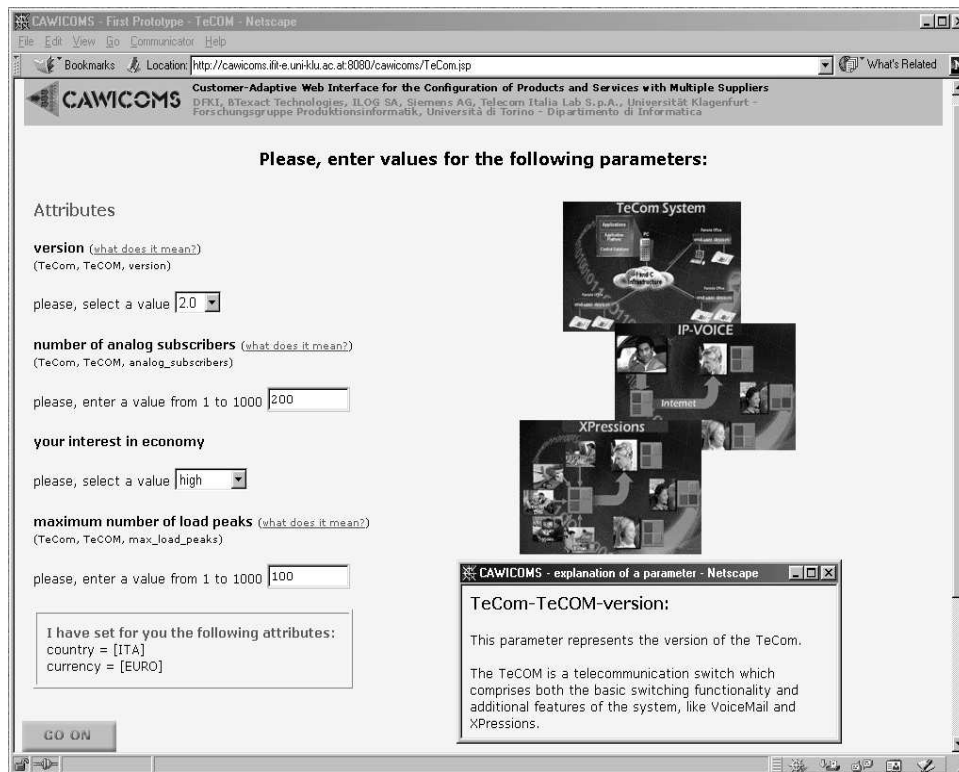 CAWICOMS - First Prototype - TeCOM - Netscape
File Edit View Go Communicator Help
Bookmarks Location: http://cawicoms.ifit-e.uni-klu.ac.at:8080/cawicoms/TeCom.jsp What's Related
CAWICOMS
Customer-Adaptive Web Interface for the Configuration of Products and Services with Multiple Suppliers
DFKI, BTexact Technologies, ILOG SA, Siemens AG, Telecom Italia Lab S.p.A., Universität Klagenfurt -
Forschungsgruppe Produktionsinformatik, Università di Torino - Dipartimento di Informatica
Please, enter values for the following parameters:
Attributes
version (what does it mean?)
(TeCom, TeCOM, version)
please, select a value 2.0
number of analog subscribers (what does it mean?)
(TeCom, TeCOM, analog_subscribers)
please, enter a value from 1 to 1000 200
your interest in economy
please, select a value high
maximum number of load peaks (what does it mean?)
(TeCom, TeCOM, max_load_peaks)
please, enter a value from 1 to 1000 100
I have set for you the following attributes:
country = [ITA]
currency = [EURO]
GO ON
TeCom System
Applications
PC
Infrastructure
IP-VOICE
Internet
XPressions
CAWICOMS - explanation of a parameter - Netscape
TeCom-TeCOM-version:
This parameter represents the version of the TeCom.
The TeCOM is a telecommunication switch which
comprises both the basic switching functionality and
additional features of the system, like VoiceMail and
XPressions.